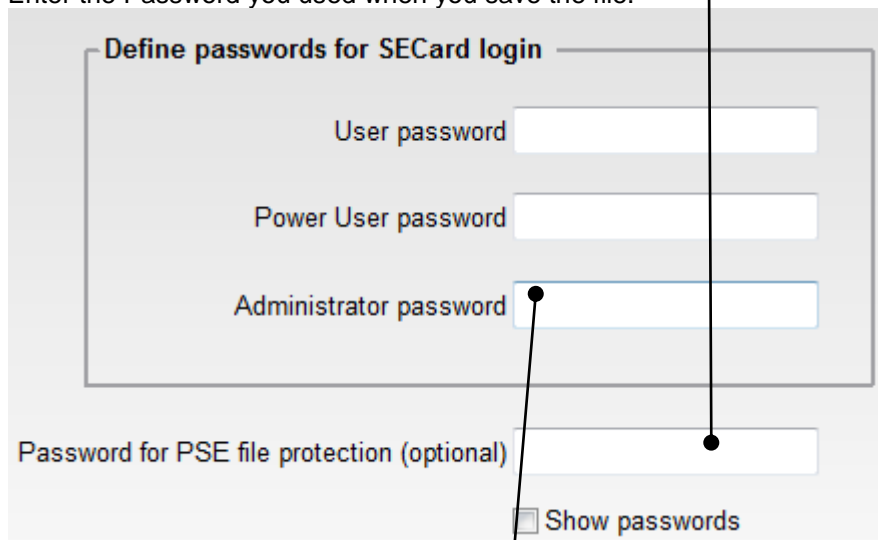 Enter the Password you used when you save the file.
Define passwords for SECard login
User password
Power User password
Administrator password
Password for PSE file protection (optional)
Show passwords